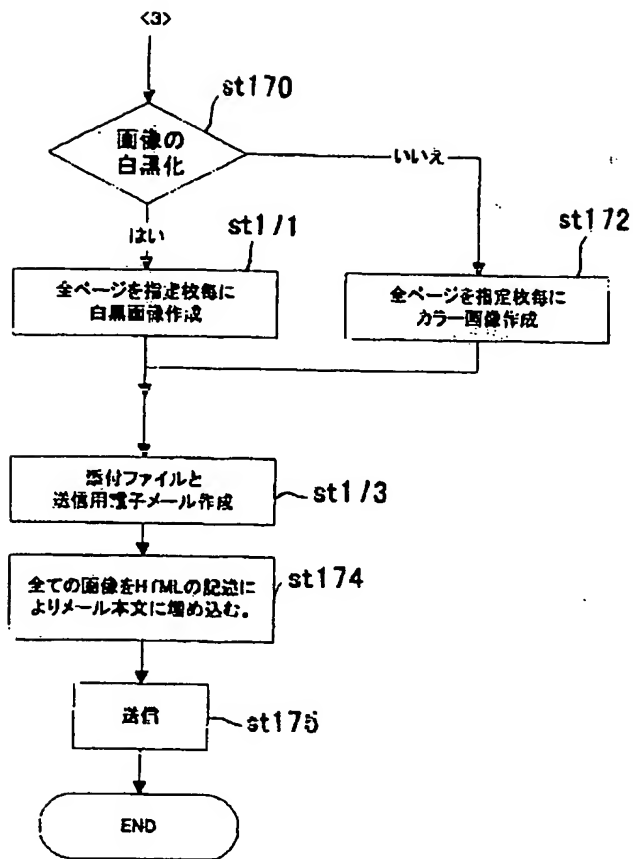 <3>
st170
画像の
白黒化
いいえ
はい
st1/1
st172
全ページを指定枚毎に
白黒画像作成
全ページを指定枚毎に
カラー画像作成
添付ファイルと
送信用電子メール作成
st1/3
全ての画像をHTMLの記述に
よりメール本文に埋め込む。
st174
送信
st175
END